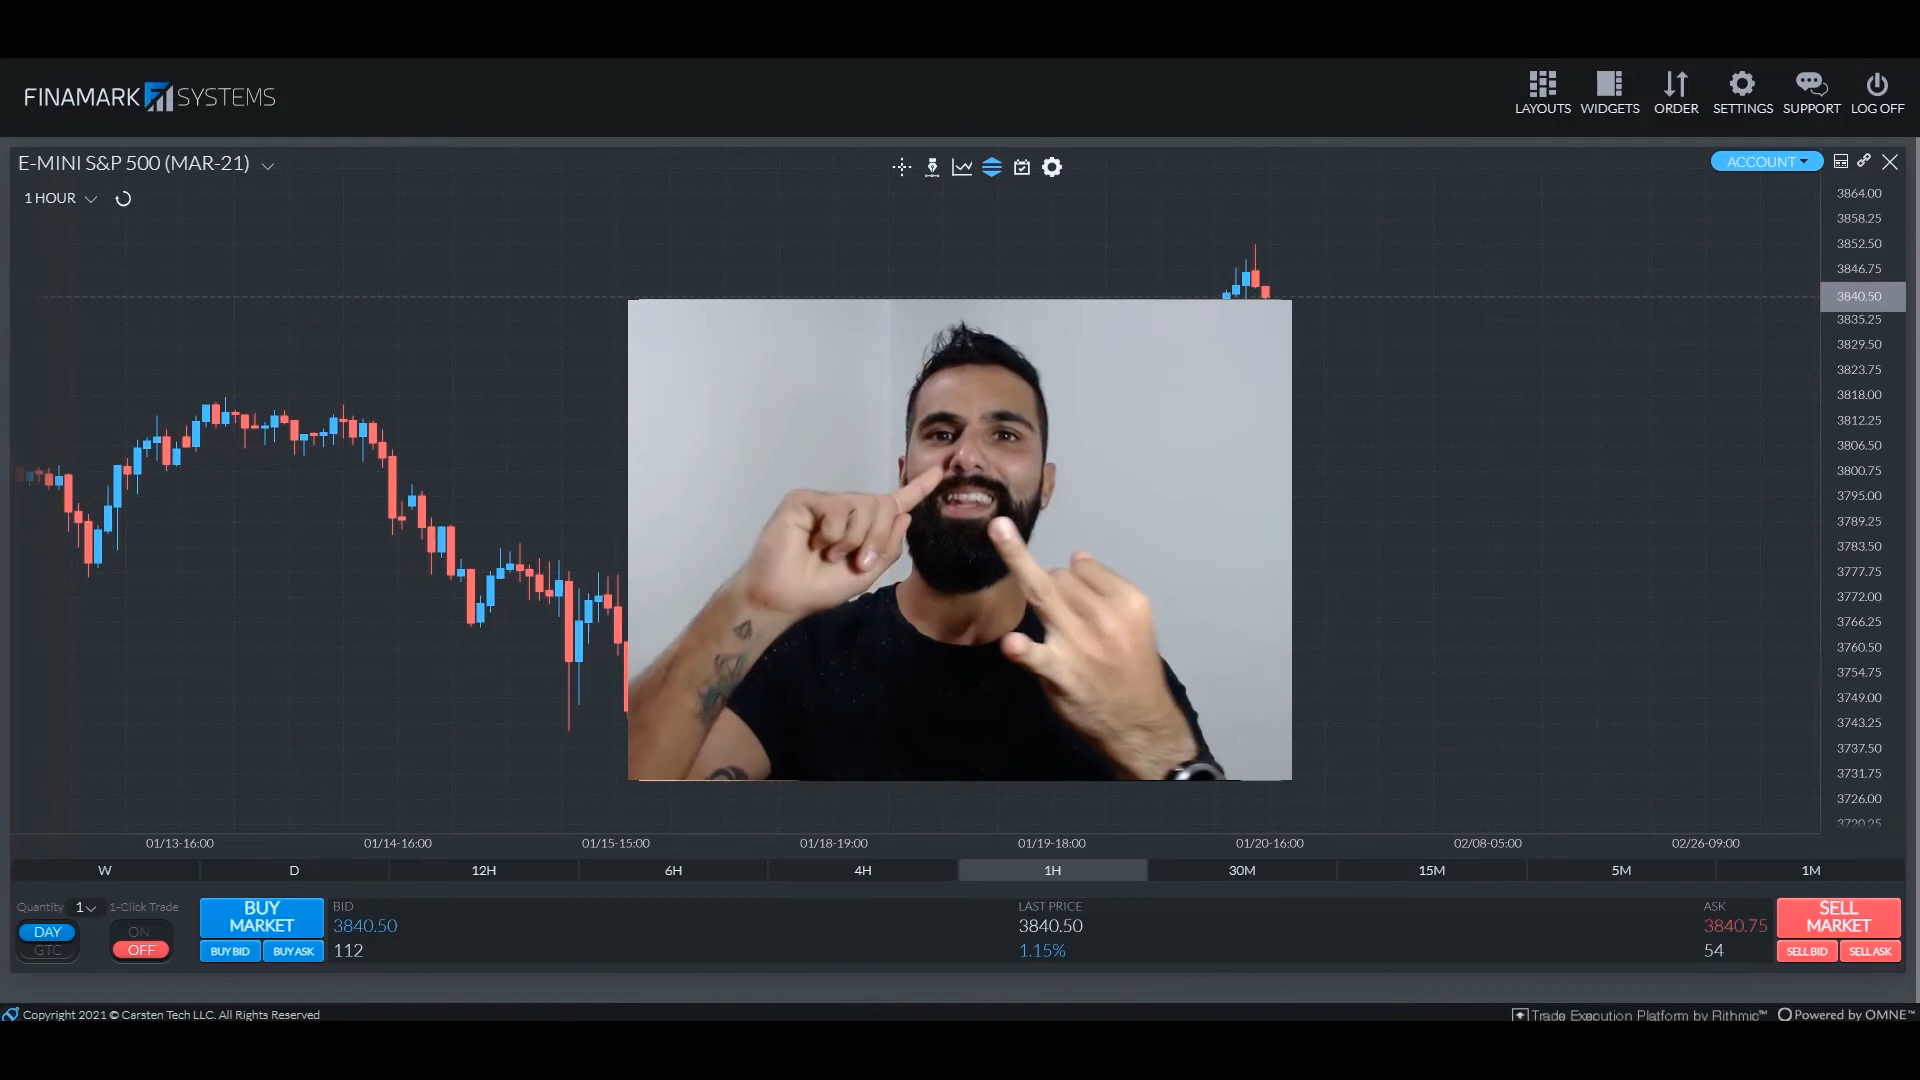 FINAMARK SYSTEMS
LAYOUTS WIDGETS ORDER SETTINGS SUPPORT LOG OFF
E-MINI S&P 500 (MAR-21)
ACCOUNT
1 HOUR
3864.00
3858.25
3852.50
3846.75
3840.50
3835.25
3829.50
3823.75
3818.00
3812.25
3806.50
3800.75
3795.00
3789.25
3783.50
3777.75
3772.00
3766.25
3760.50
3754.75
3749.00
3743.25
3737.50
3731.75
3726.00
3720.25
01/13-16:00 01/14-16:00 01/15-15:00 01/18-19:00 01/19-18:00 01/20-16:00 02/08-05:00 02/26-09:00
W D 12H 6H 4H 1H 30M 15M 5M 1M
Quantity 1 1-Click Trade
DAY
GTC
ON
OFF
BUY
MARKET
BUY BID BUY ASK
BID
3840.50
112
LAST PRICE
3840.50
1.15%
ASK
3840.75
54
SELL
MARKET
SELL BID SELL ASK
Copyright 2021 © Carsten Tech LLC. All Rights Reserved
Trade Execution Platform by Rithmic™ Powered by OMNE™